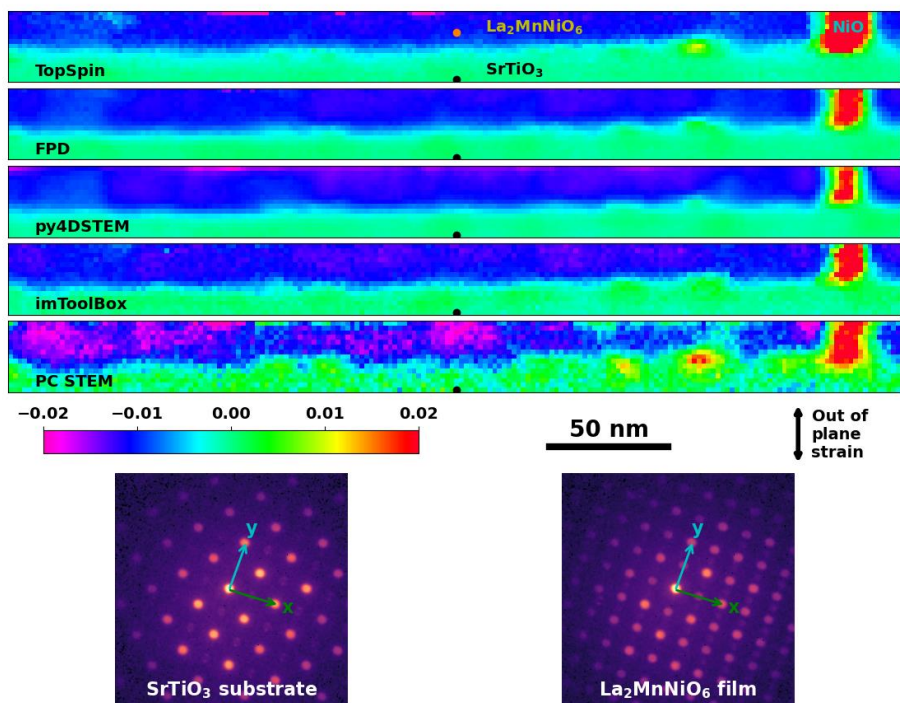 La₂MnNiO₆
NiO
TopSpin
SrTiO₃
FPD
py4DSTEM
imToolBox
PC STEM
−0.02 −0.01 0.00 0.01 0.02
50 nm
Out of
plane
strain
y
x
y
x
SrTiO₃ substrate
La₂MnNiO₆ film